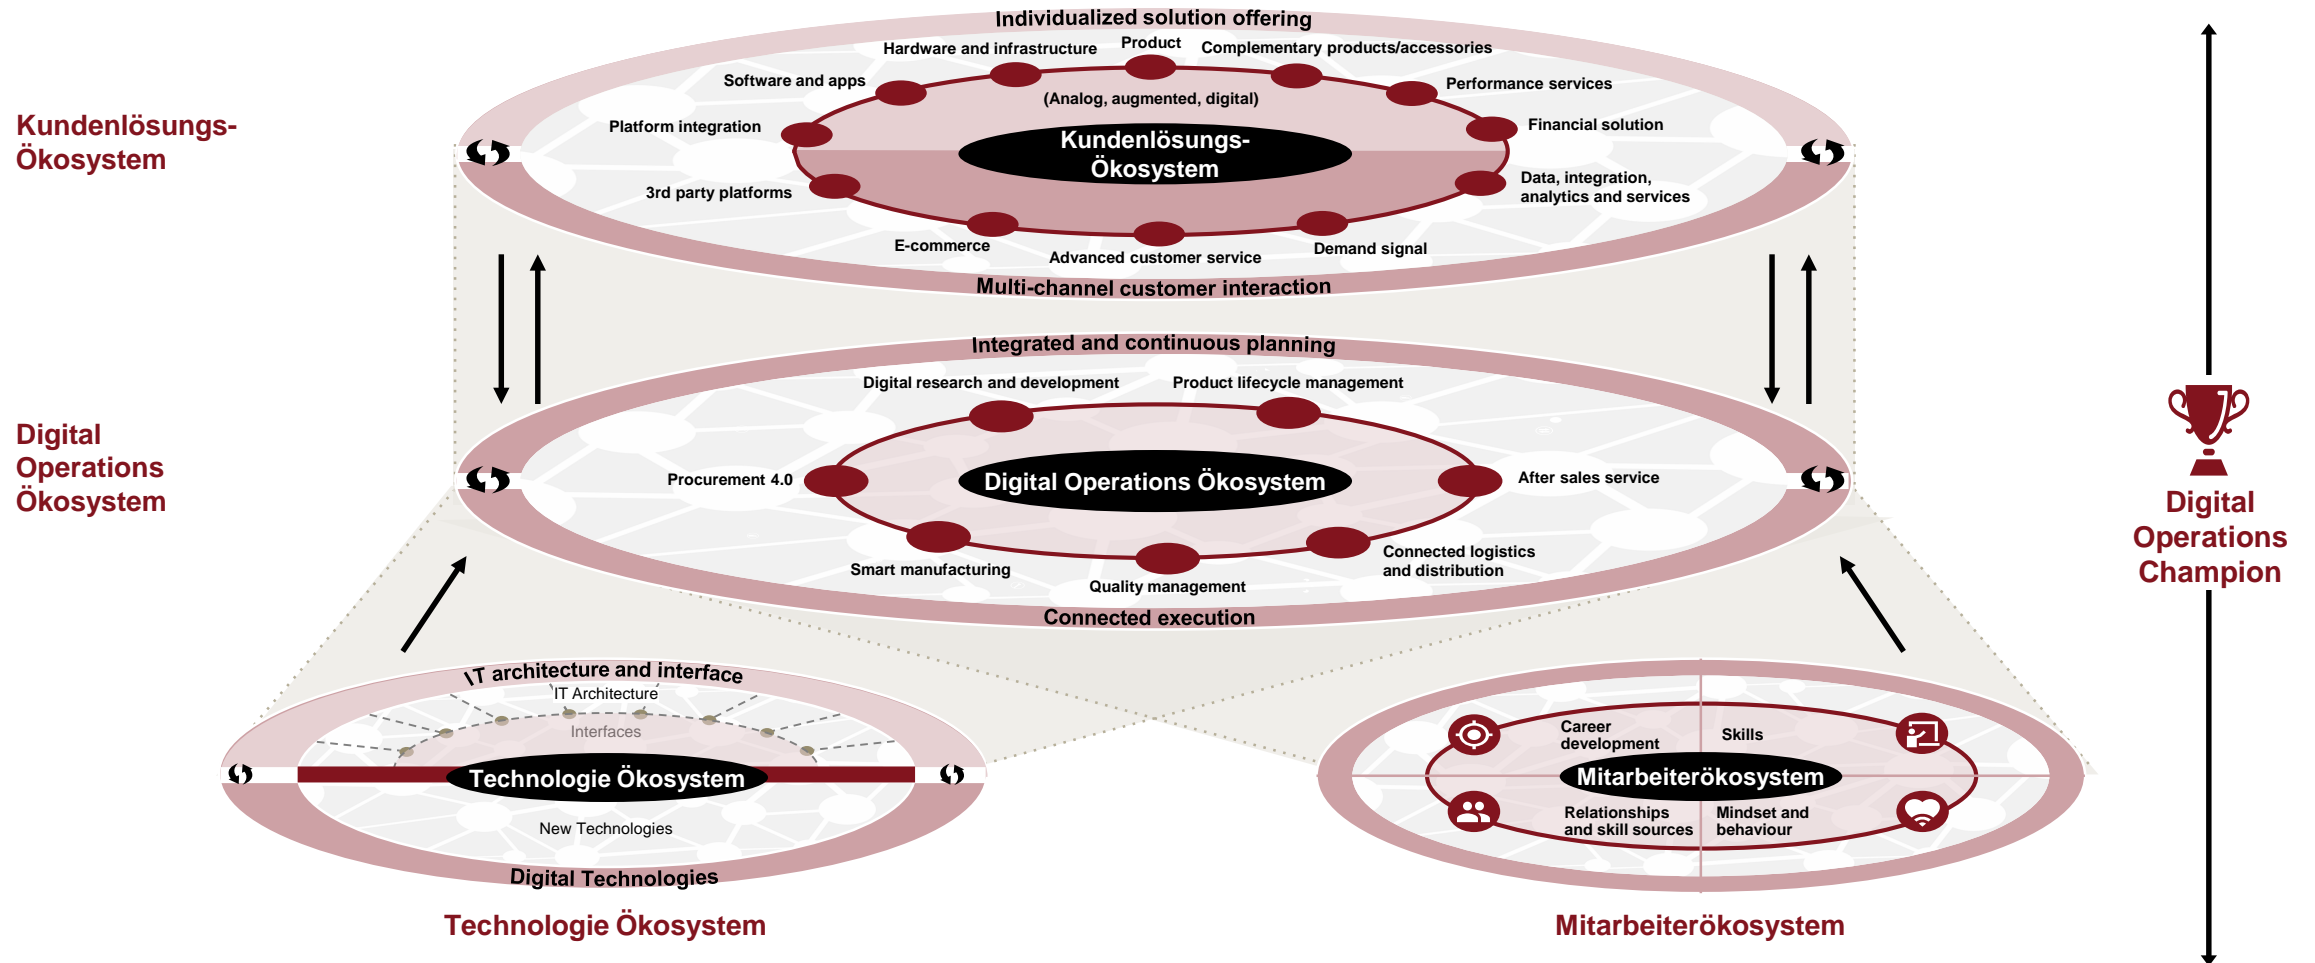 Individualized solution offering
Hardware and infrastructure
Product
Complementary products/accessories
Software and apps
Performance services
(Analog, augmented, digital)
Platform integration
Financial solution
Kundenlösungs-
Ökosystem
Kundenlösungs-
Ökosystem
3rd party platforms
Data, integration,
analytics and services
E-commerce
Advanced customer service
Demand signal
Multi-channel customer interaction
Integrated and continuous planning
Digital research and development
Product lifecycle management
Digital
Operations
Ökosystem
Procurement 4.0
Digital Operations Ökosystem
After sales service
Smart manufacturing
Quality management
Connected logistics
and distribution
Connected execution
Digital
Operations
Champion
IT architecture and interface
IT Architecture
Interfaces
Technologie Ökosystem
New Technologies
Digital Technologies
Technologie Ökosystem
Career
development
Skills
Mitarbeiterökosystem
Relationships
and skill sources
Mindset and
behaviour
Mitarbeiterökosystem